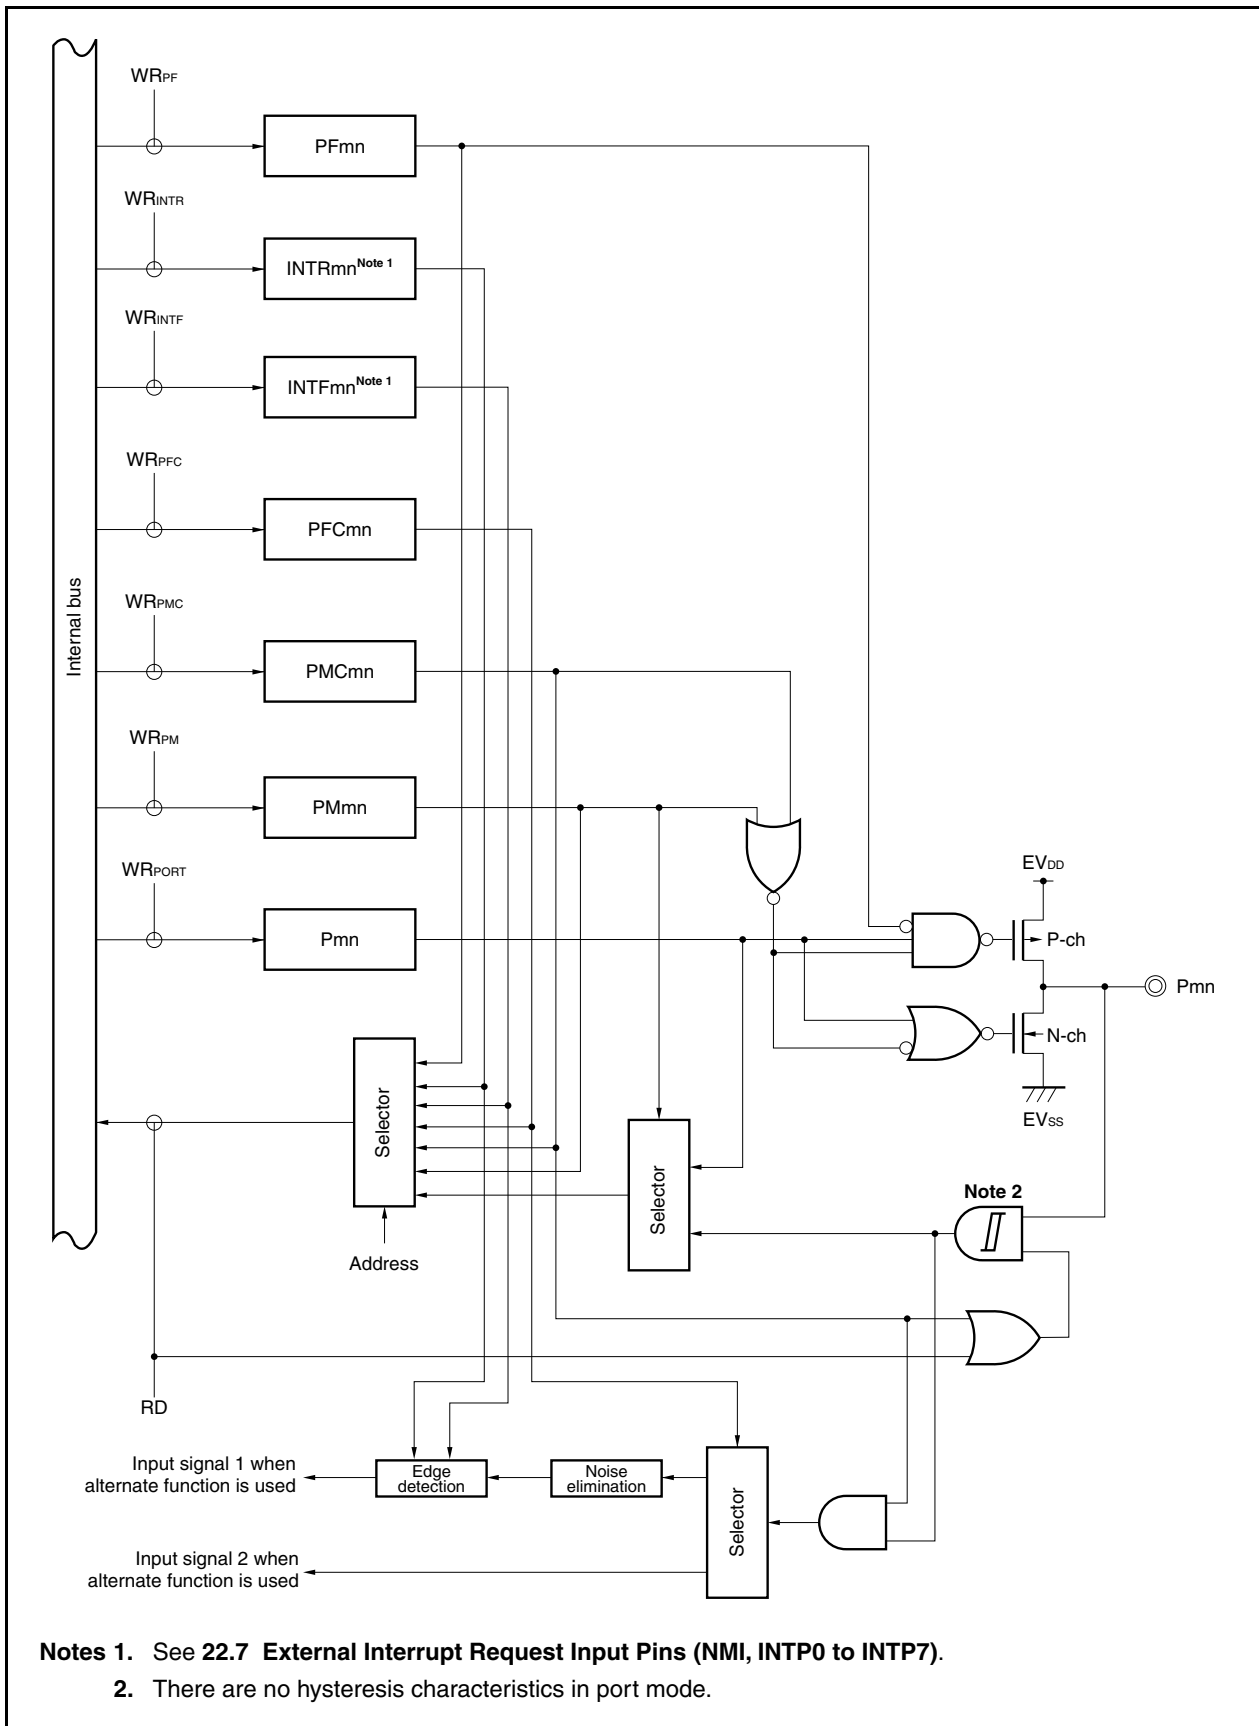 WRPF
PFmn
WRINTR
INTRmnNote 1
WRINTF
INTFmnNote 1
WRPFC
PFCmn
Internal bus
WRPMC
PMCmn
WRPM
PMmn
WRPORT
Pmn
EVDD
P-ch
Pmn
N-ch
EVSS
Selector
Address
Selector
Note 2
RD
Input signal 1 when
alternate function is used
Edge
detection
Noise
elimination
Selector
Input signal 2 when
alternate function is used
Notes 1. See 22.7 External Interrupt Request Input Pins (NMI, INTP0 to INTP7).
2. There are no hysteresis characteristics in port mode.